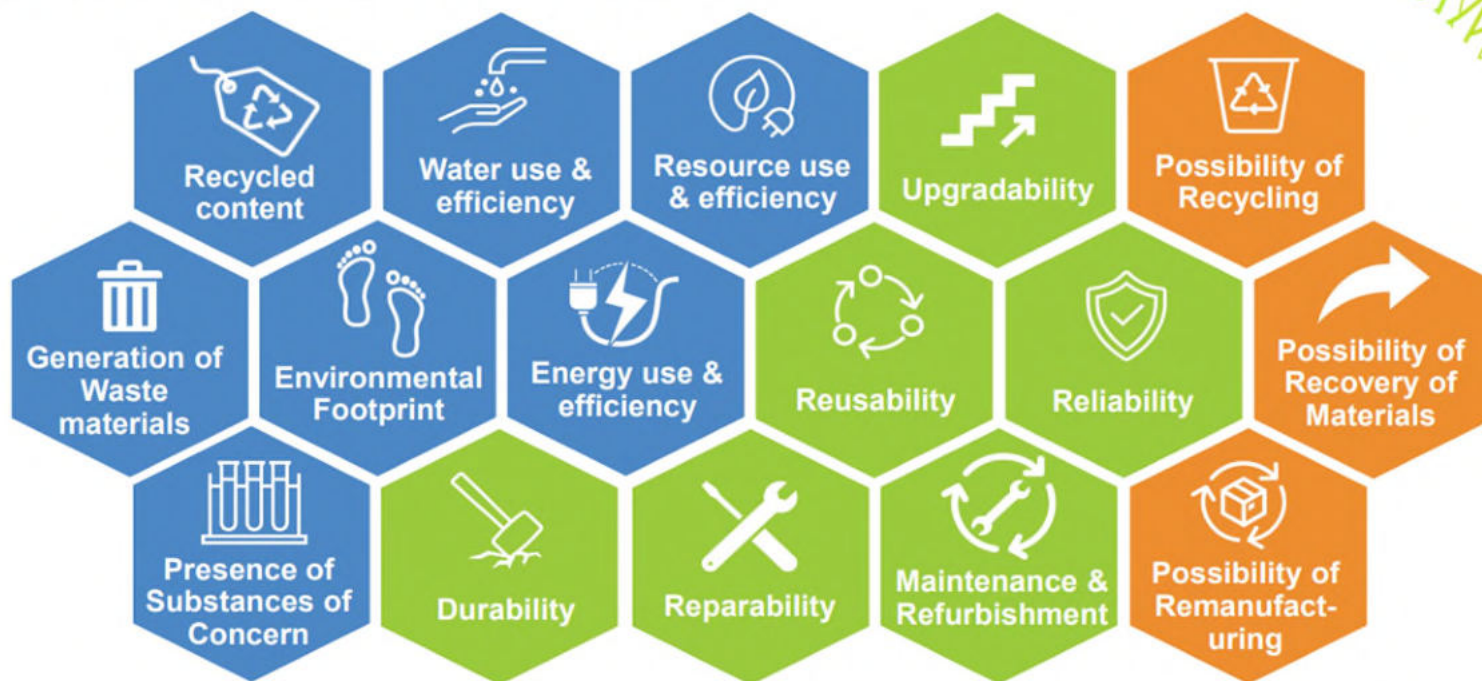 Recycled
content
Water use &
efficiency
Resource use
& efficiency
Upgradability
Possibility of
Recycling
Generation of
Waste
materials
Environmental
Footprint
Energy use &
efficiency
Reusability
Reliability
Possibility of
Recovery of
Materials
Presence of
Substances of
Concern
Durability
Reparability
Maintenance &
Refurbishment
Possibility of
Remanufact-
uring